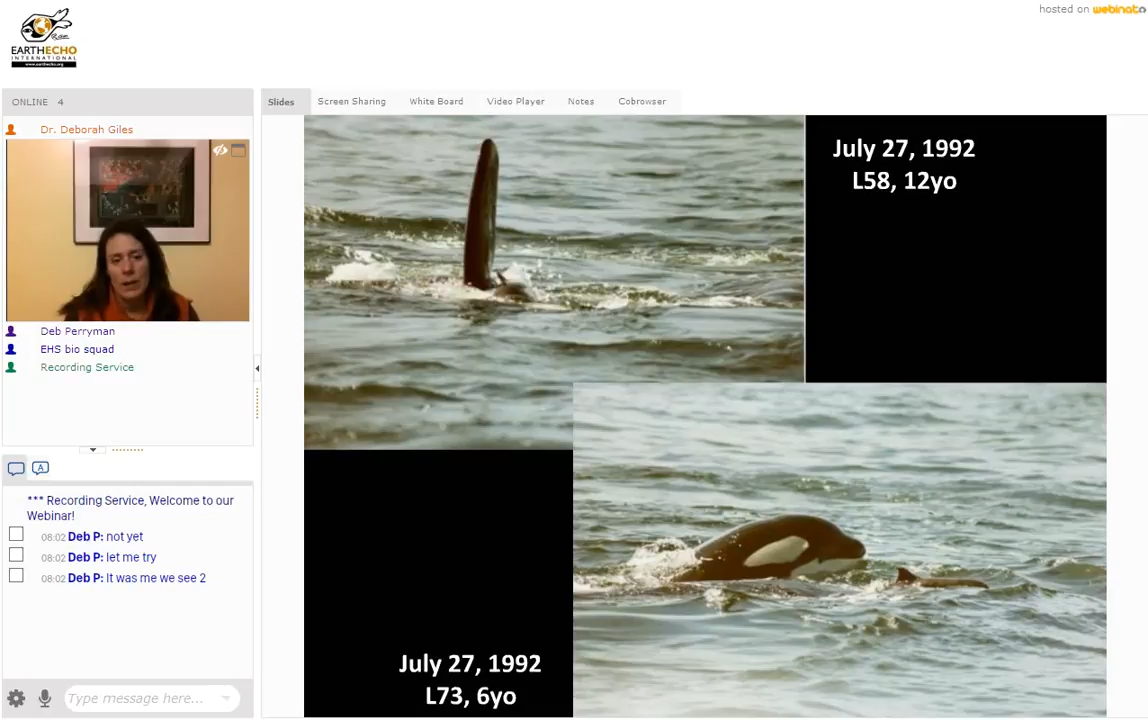 hosted on webinato
EARTHECHO
INTERNATIONAL
www.earthecho.org
ONLINE 4
Slides
Screen Sharing
White Board
Video Player
Notes
Cobrowser
Dr. Deborah Giles
Deb Perryman
EHS bio squad
Recording Service
July 27, 1992
L58, 12yo
July 27, 1992
L73, 6yo
A
*** Recording Service, Welcome to our
Webinar!
08:02 Deb P: not yet
08:02 Deb P: let me try
08:02 Deb P: It was me we see 2
Type message here...